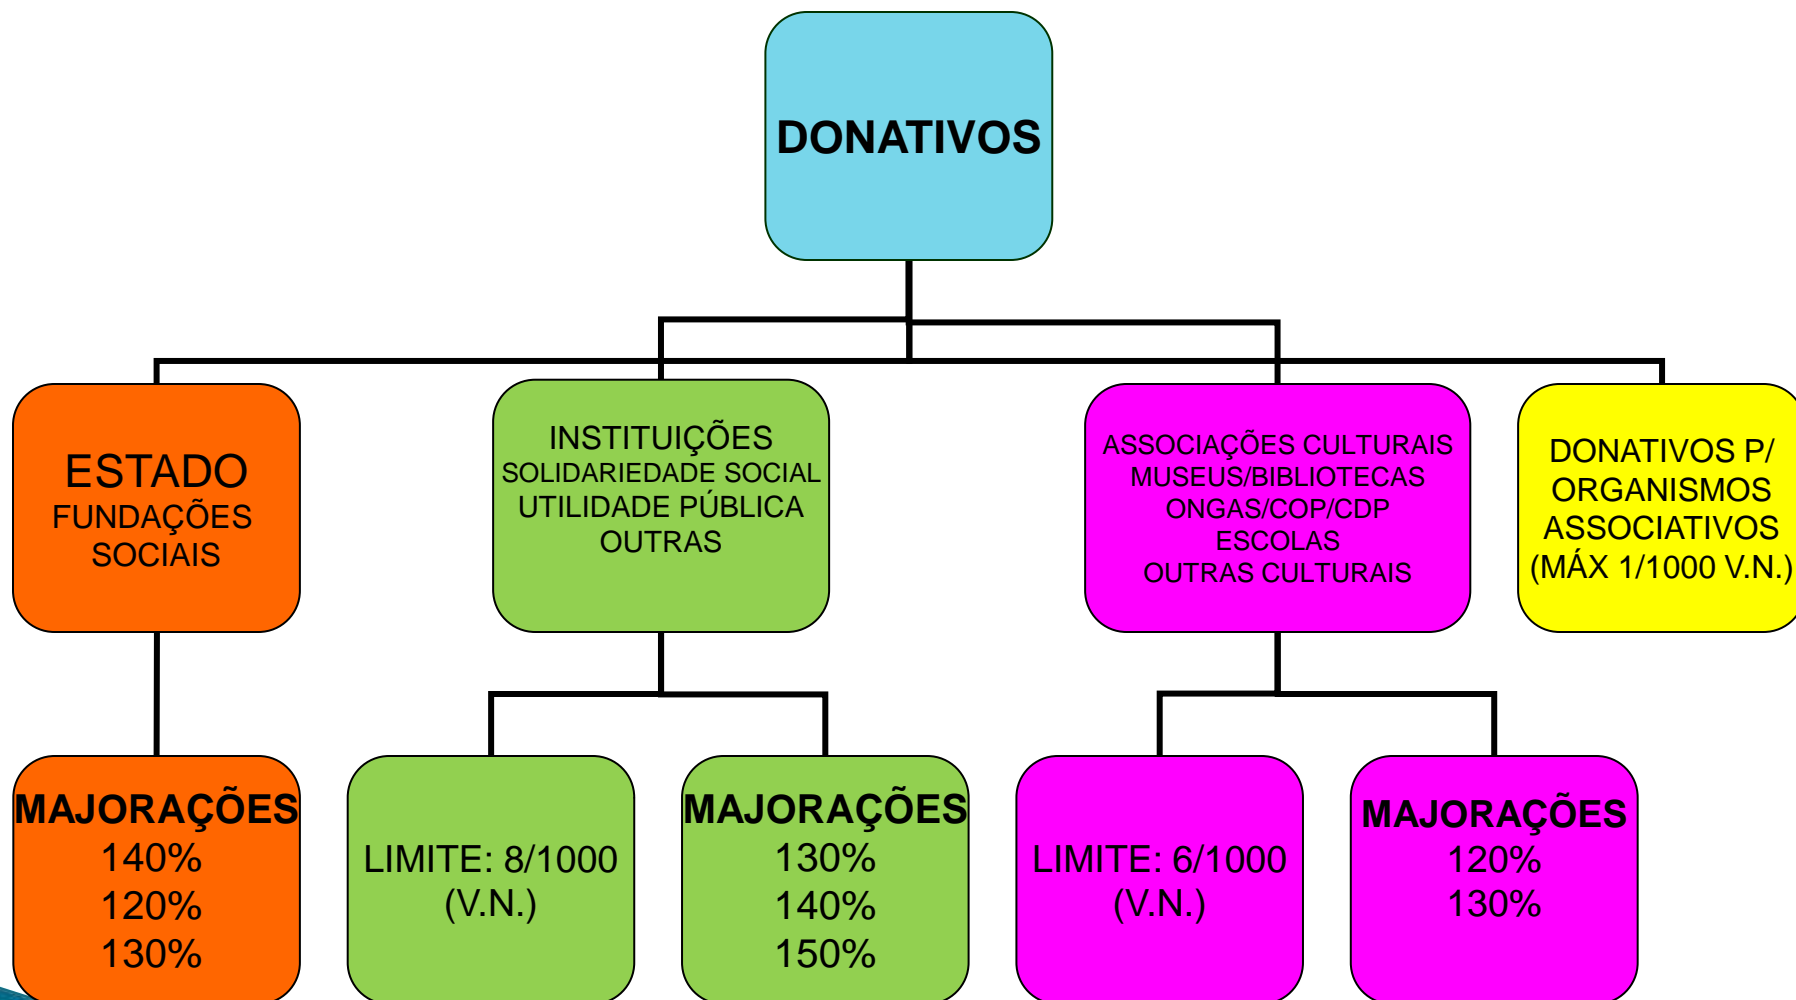 DONATIVOS
ESTADO
FUNDAÇÕES
SOCIAIS
INSTITUIÇÕES
SOLIDARIEDADE SOCIAL
UTILIDADE PÚBLICA
OUTRAS
ASSOCIAÇÕES CULTURAIS
MUSEUS/BIBLIOTECAS
ONGAS/COP/CDP
ESCOLAS
OUTRAS CULTURAIS
DONATIVOS P/
ORGANISMOS
ASSOCIATIVOS
(MÁX 1/1000 V.N.)
MAJORAÇÕES
140%
120%
130%
LIMITE: 8/1000
(V.N.)
MAJORAÇÕES
130%
140%
150%
LIMITE: 6/1000
(V.N.)
MAJORAÇÕES
120%
130%